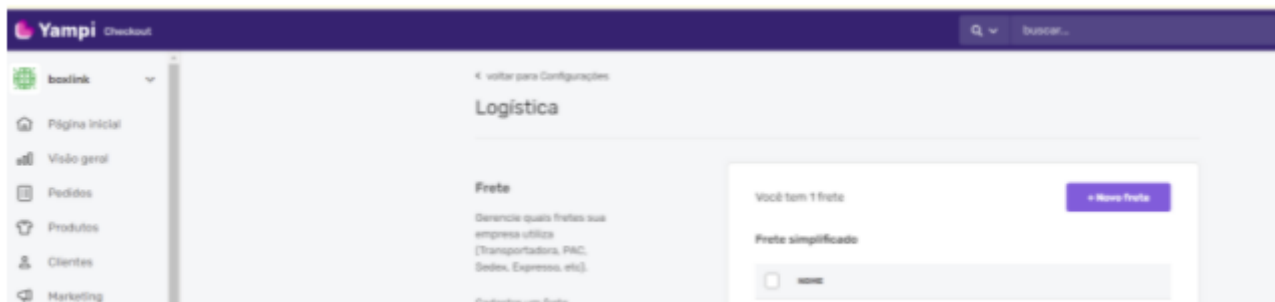 Yampi Checkout
buscar...
boxlink
< voltar para Configurações
Logística
Página inicial
Visão geral
Pedidos
Produtos
Clientes
Marketing
Frete
Gerencie quais fretes sua
empresa utiliza
(Transportadora, PAC,
Sedex, Expresso, etc).
Você tem 1 frete
+ Novo frete
Frete simplificado
NOME